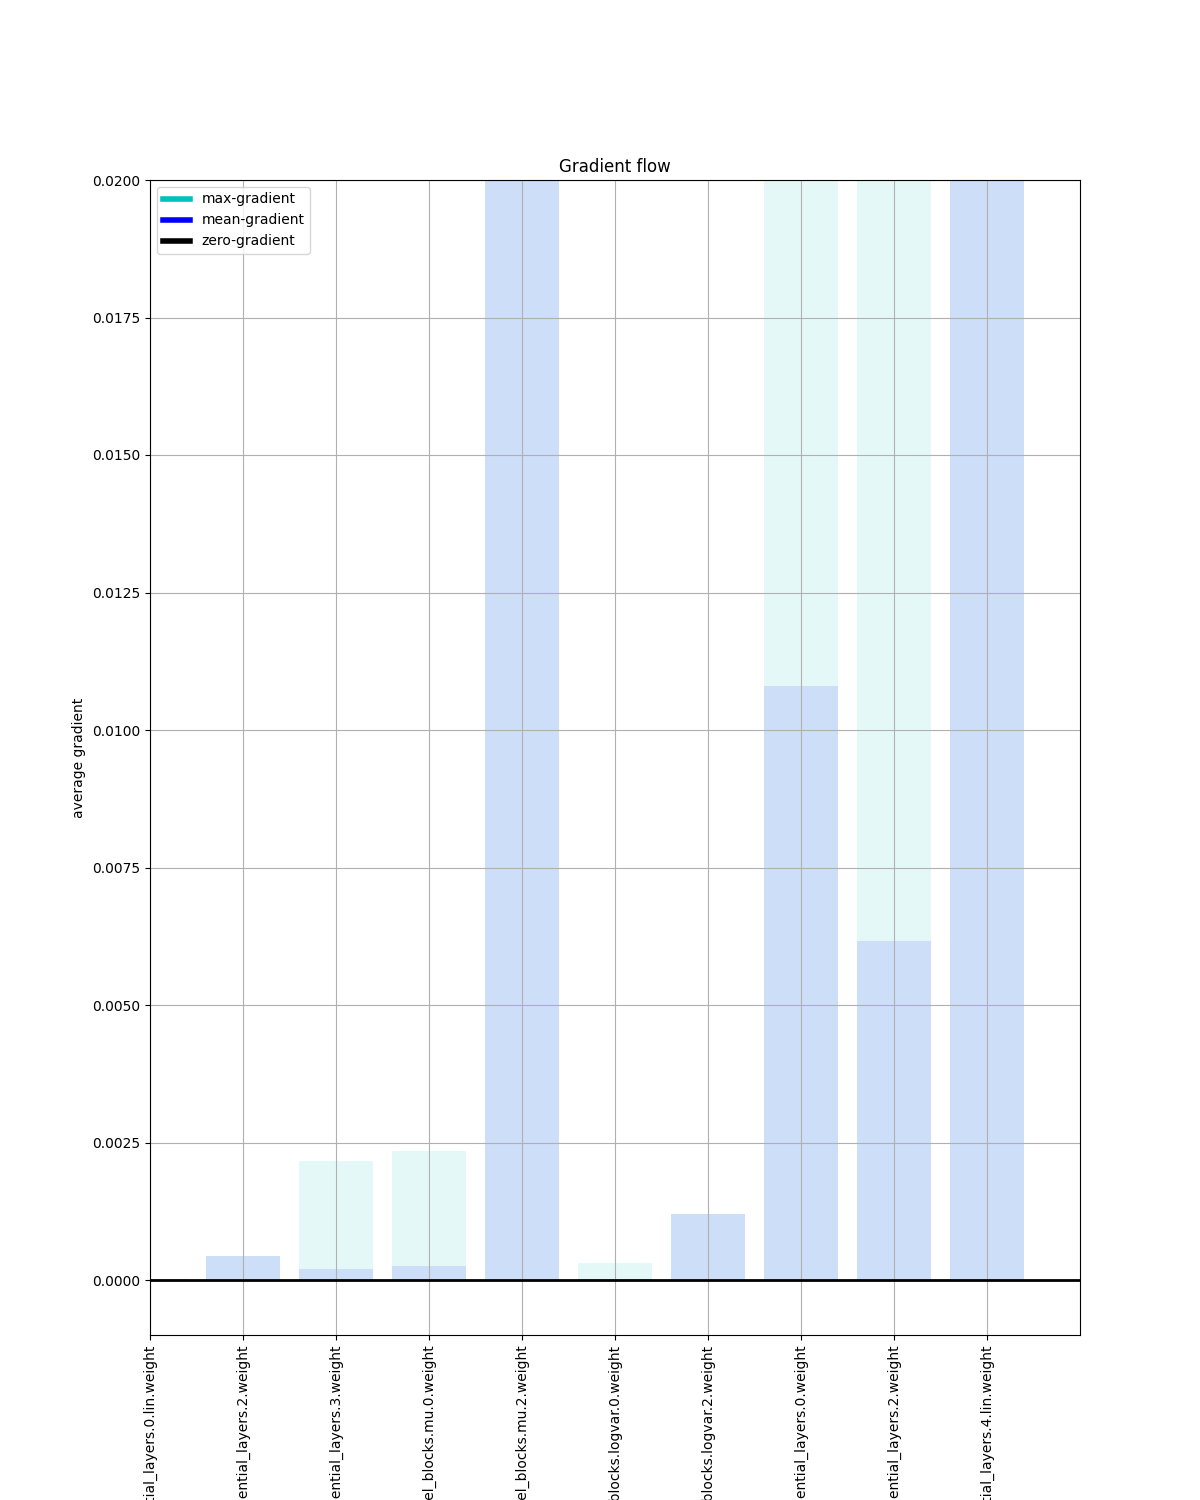 Gradient flow
max-gradient
mean-gradient
zero-gradient
0.0200
0.0175
0.0150
0.0125
0.0100
0.0075
0.0050
0.0025
0.0000
average gradient
tial_layers.0.lin.weight
ential_layers.2.weight
ential_layers.3.weight
el_blocks.mu.0.weight
el_blocks.mu.2.weight
blocks.logvar.0.weight
blocks.logvar.2.weight
ential_layers.0.weight
ential_layers.2.weight
tial_layers.4.lin.weight